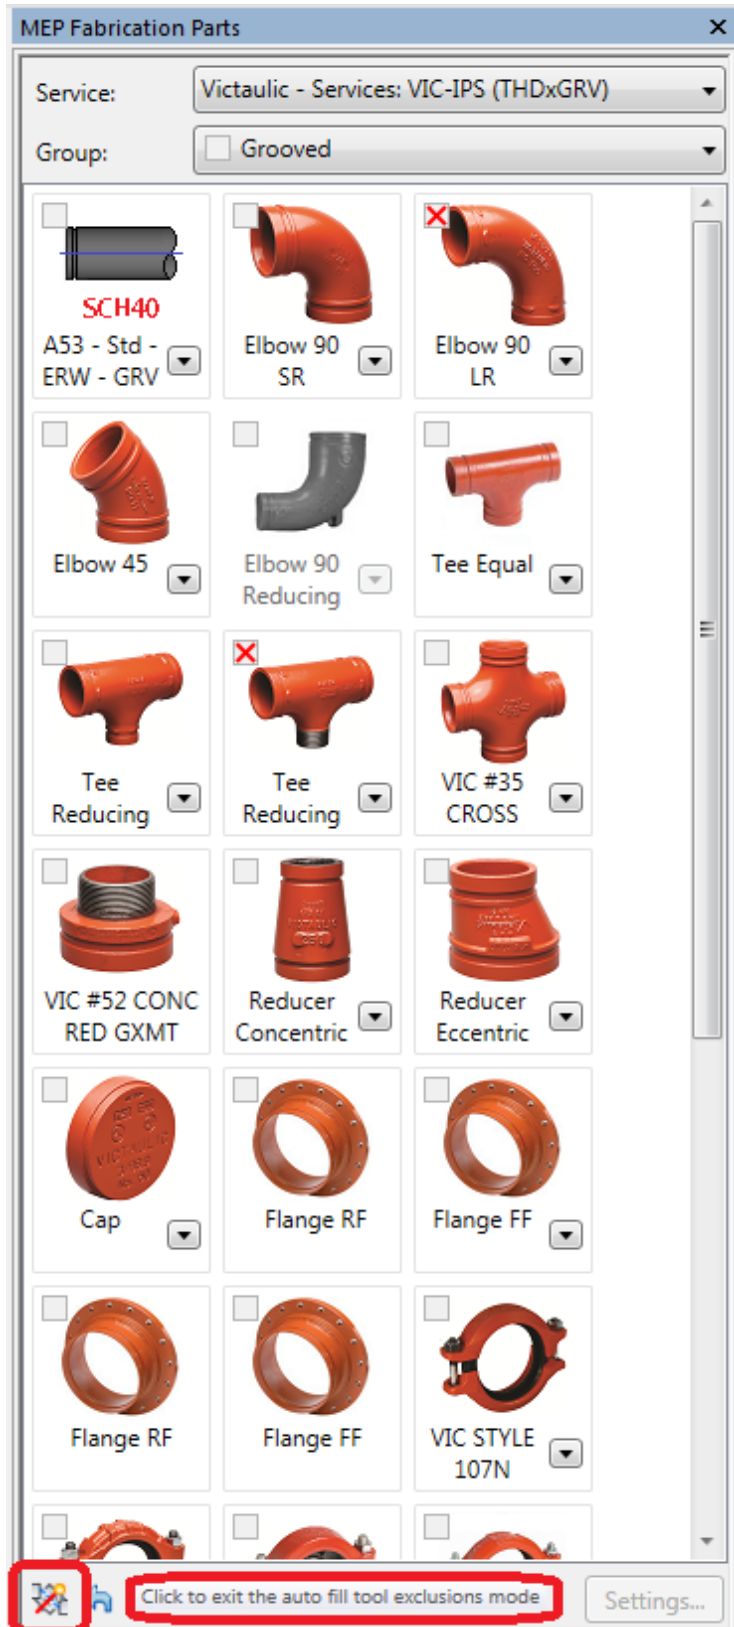 MEP Fabrication Parts
Service:
Victaulic - Services: VIC-IPS (THDxGRV)
Group:
Grooved
SCH40
A53 - Std -
ERW - GRV
Elbow 90
SR
Elbow 90
LR
Elbow 45
Elbow 90
Reducing
Tee Equal
Tee
Reducing
Tee
Reducing
VIC #35
CROSS
VIC #52 CONC
RED GXMT
Reducer
Concentric
Reducer
Eccentric
VICTAULIC
Cap
Flange RF
Flange FF
Flange RF
Flange FF
VIC STYLE
107N
Click to exit the auto fill tool exclusions mode
Settings...